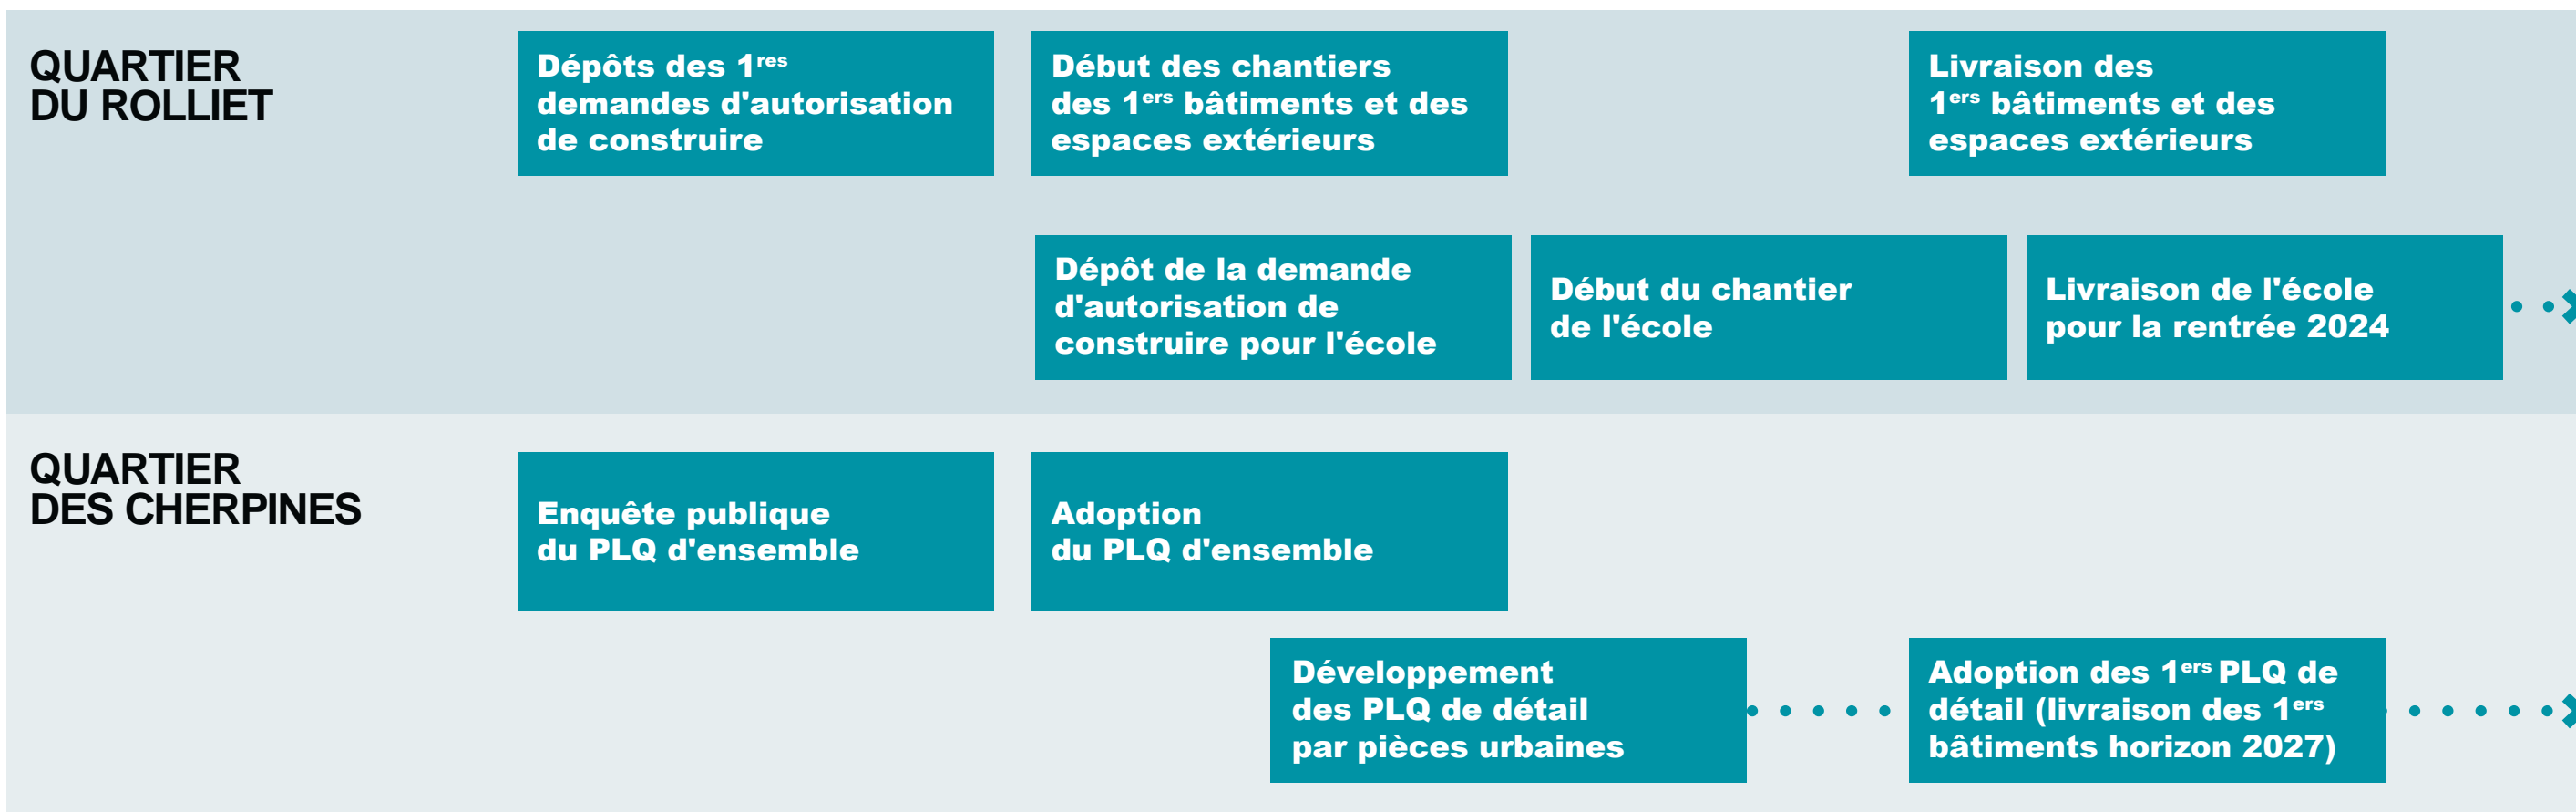 QUARTIER
DU ROLLIET
Dépôts des 1res
demandes d'autorisation
de construire
Début des chantiers
des 1ers bâtiments et des
espaces extérieurs
Livraison des
1ers bâtiments et des
espaces extérieurs
Dépôt de la demande
d'autorisation de
construire pour l'école
Début du chantier
de l'école
Livraison de l'école
pour la rentrée 2024
QUARTIER
DES CHERPINES
Enquête publique
du PLQ d'ensemble
Adoption
du PLQ d'ensemble
Développement
des PLQ de détail
par pièces urbaines
Adoption des 1ers PLQ de
détail (livraison des 1ers
bâtiments horizon 2027)